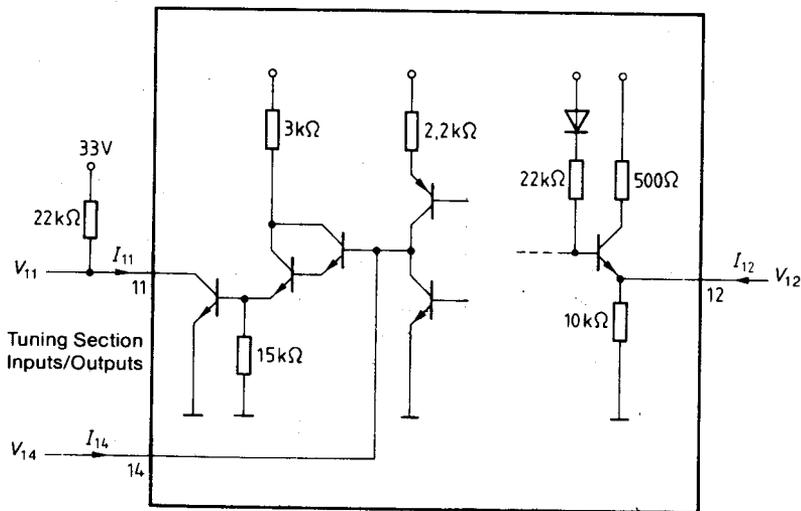 3kΩ
2,2kΩ
33V
22kΩ
22kΩ
500Ω
V11
I11
11
I12
12
V12
10kΩ
15kΩ
Tuning Section
Inputs/Outputs
V14
I14
14